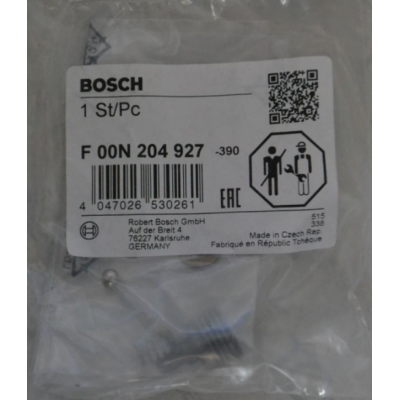 BOSCH
1 St/Pc
F 00N 204 927 -390
4 047026 530261
EAC
Robert Bosch GmbH
Auf der Breit 4
76227 Karlsruhe
GERMANY
515
338
Made in Czech Rep.
Fabriqué en République Tchèque